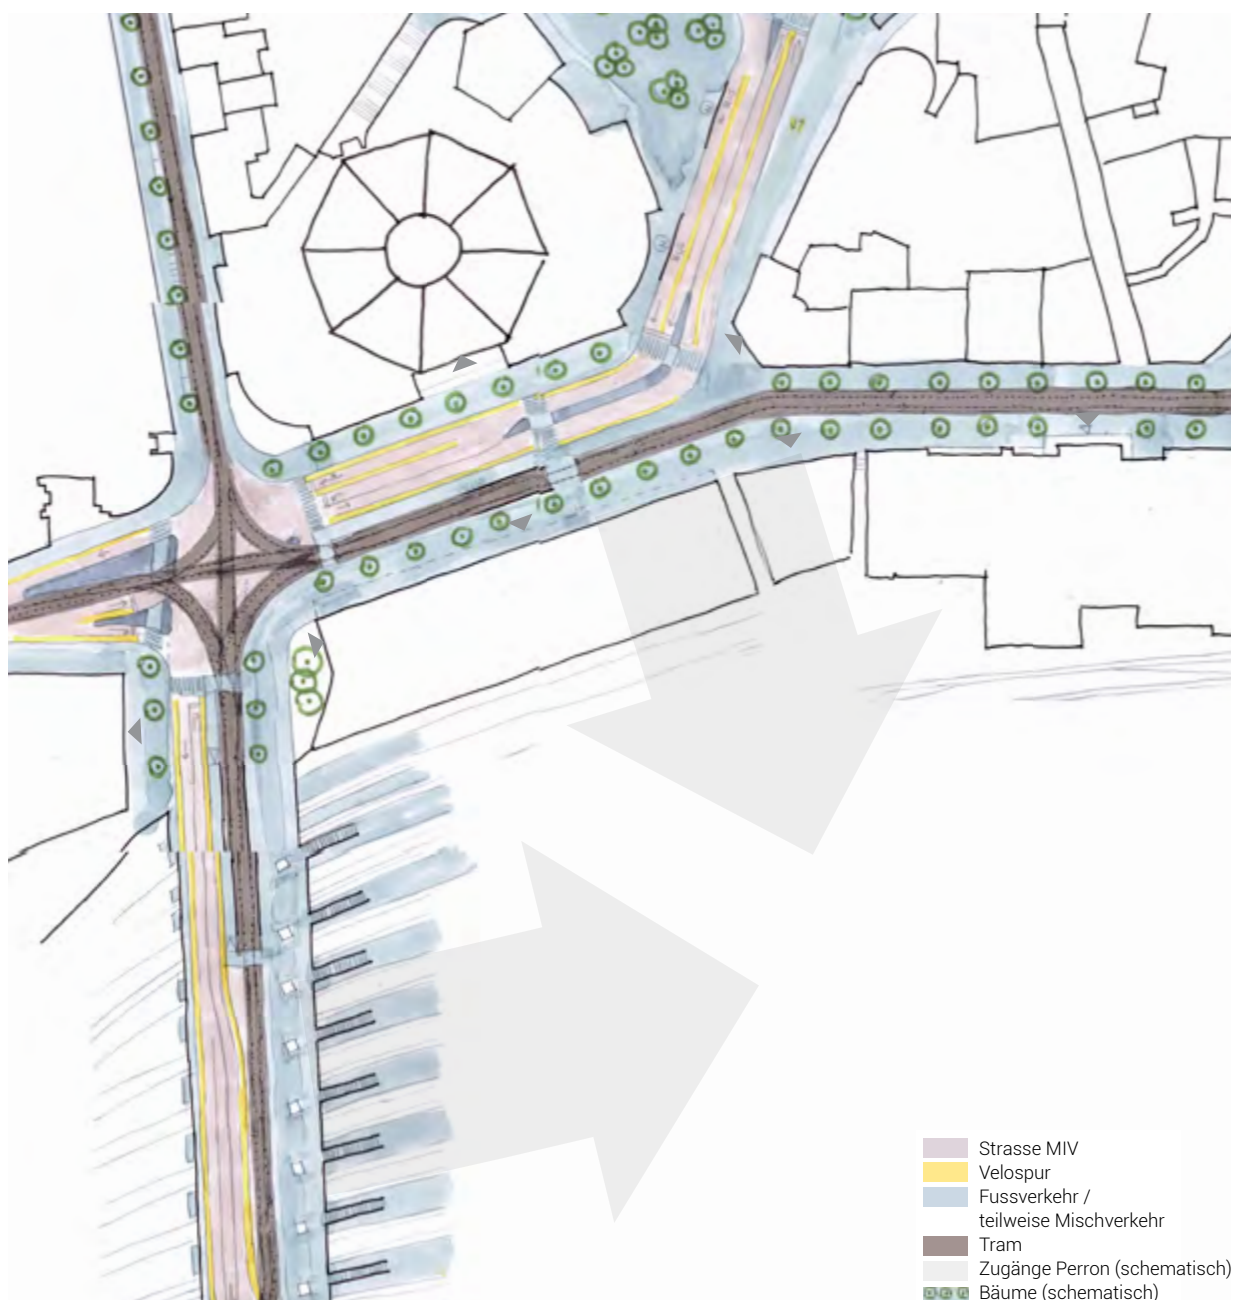 Strasse MIV
Velospur
Fussverkehr /
teilweise Mischverkehr
Tram
Zugänge Perron (schematisch)
Bäume (schematisch)